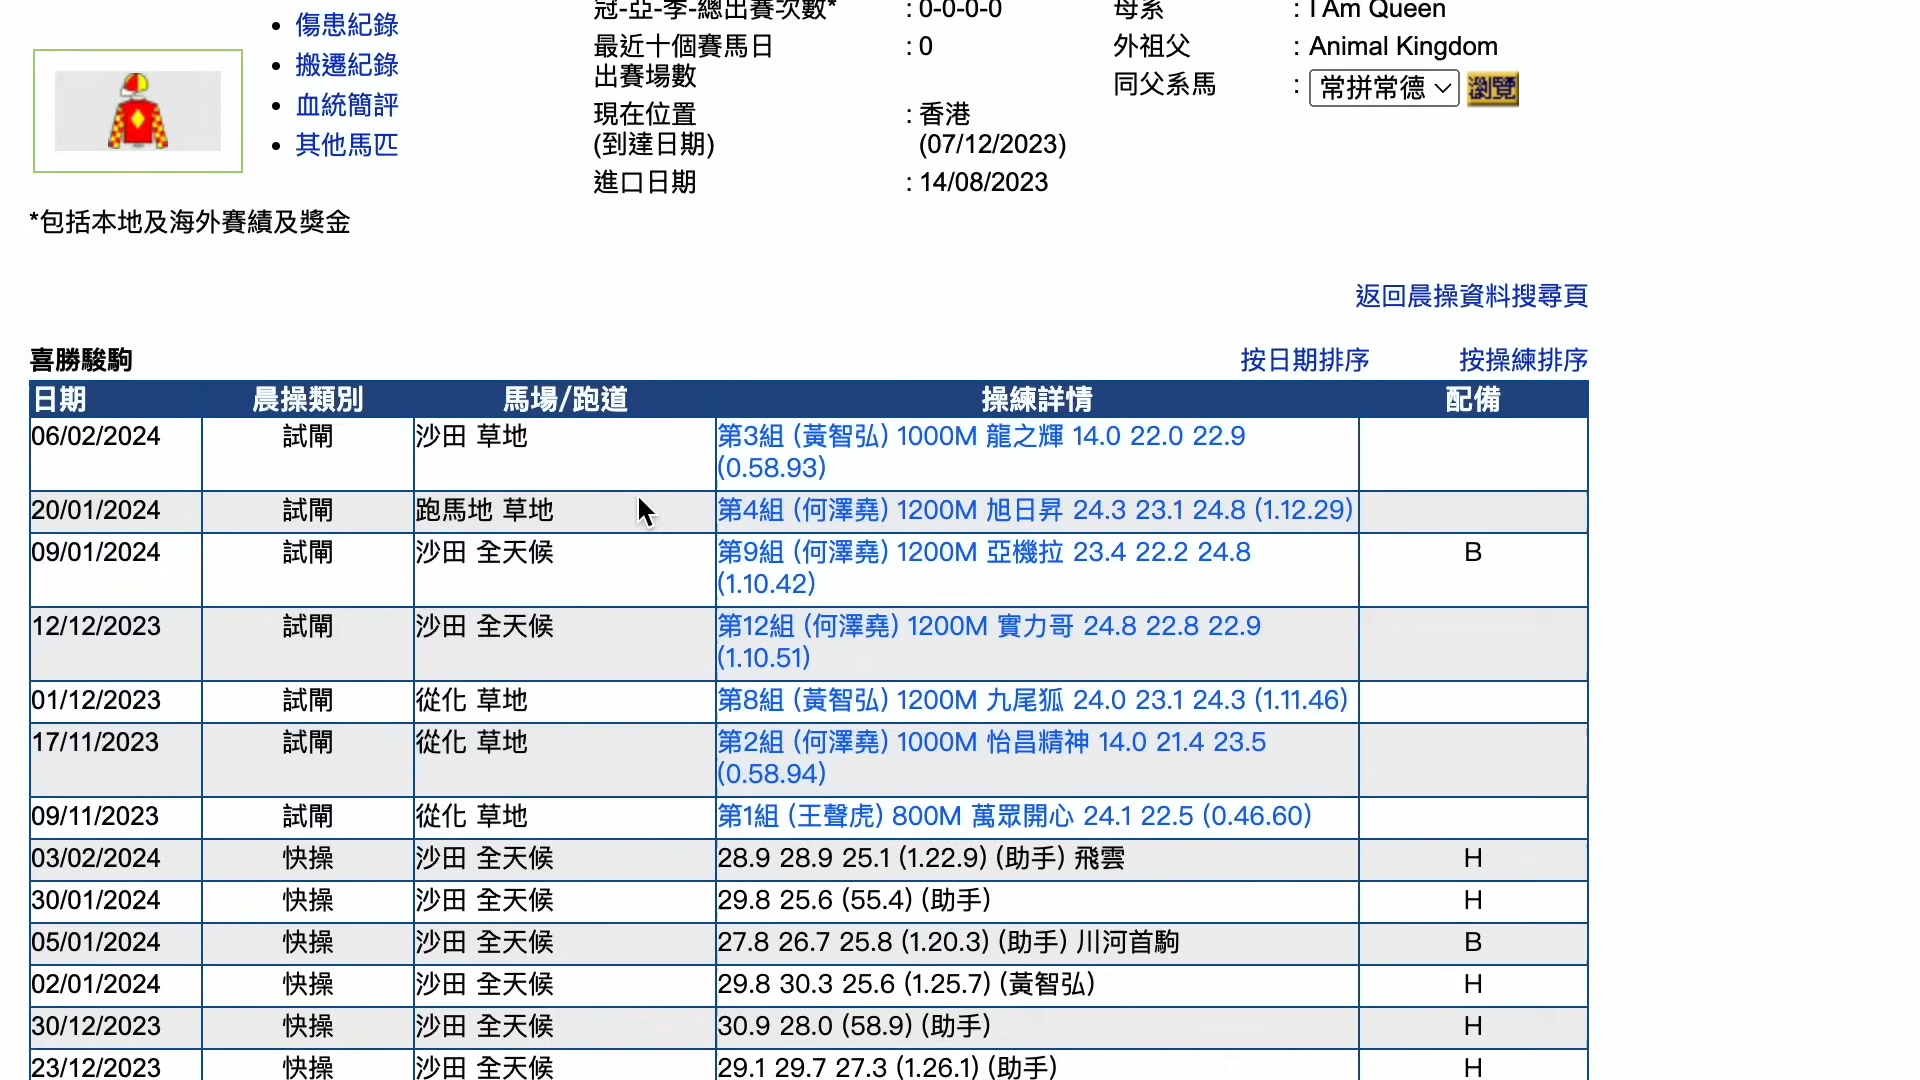 傷患紀錄
搬遷紀錄
血統簡評
其他馬匹
*包括本地及海外賽績及獎金
冠-亞-季-總出賽次數* : 0-0-0-0
最近十個賽馬日 : 0
出賽場數
現在位置 : 香港
(到達日期) (07/12/2023)
進口日期 : 14/08/2023
母系 : I Am Queen
外祖父 : Animal Kingdom
同父系馬 : 常拼常德 瀏覽
返回晨操資料搜尋頁
喜勝駿駒 按日期排序 按操練排序
日期 晨操類別 馬場/跑道 操練詳情 配備
06/02/2024 試閘 沙田 草地 第3組 (黃智弘) 1000M 龍之輝 14.0 22.0 22.9
(0.58.93)
20/01/2024 試閘 跑馬地 草地 第4組 (何澤堯) 1200M 旭日昇 24.3 23.1 24.8 (1.12.29)
09/01/2024 試閘 沙田 全天候 第9組 (何澤堯) 1200M 亞機拉 23.4 22.2 24.8 B
(1.10.42)
12/12/2023 試閘 沙田 全天候 第12組 (何澤堯) 1200M 實力哥 24.8 22.8 22.9
(1.10.51)
01/12/2023 試閘 從化 草地 第8組 (黃智弘) 1200M 九尾狐 24.0 23.1 24.3 (1.11.46)
17/11/2023 試閘 從化 草地 第2組 (何澤堯) 1000M 怡昌精神 14.0 21.4 23.5
(0.58.94)
09/11/2023 試閘 從化 草地 第1組 (王聲虎) 800M 萬眾開心 24.1 22.5 (0.46.60)
03/02/2024 快操 沙田 全天候 28.9 28.9 25.1 (1.22.9) (助手) 飛雲 H
30/01/2024 快操 沙田 全天候 29.8 25.6 (55.4) (助手) H
05/01/2024 快操 沙田 全天候 27.8 26.7 25.8 (1.20.3) (助手) 川河首駒 B
02/01/2024 快操 沙田 全天候 29.8 30.3 25.6 (1.25.7) (黃智弘) H
30/12/2023 快操 沙田 全天候 30.9 28.0 (58.9) (助手) H
23/12/2023 快操 沙田 全天候 29.1 29.7 27.3 (1.26.1) (助手) H